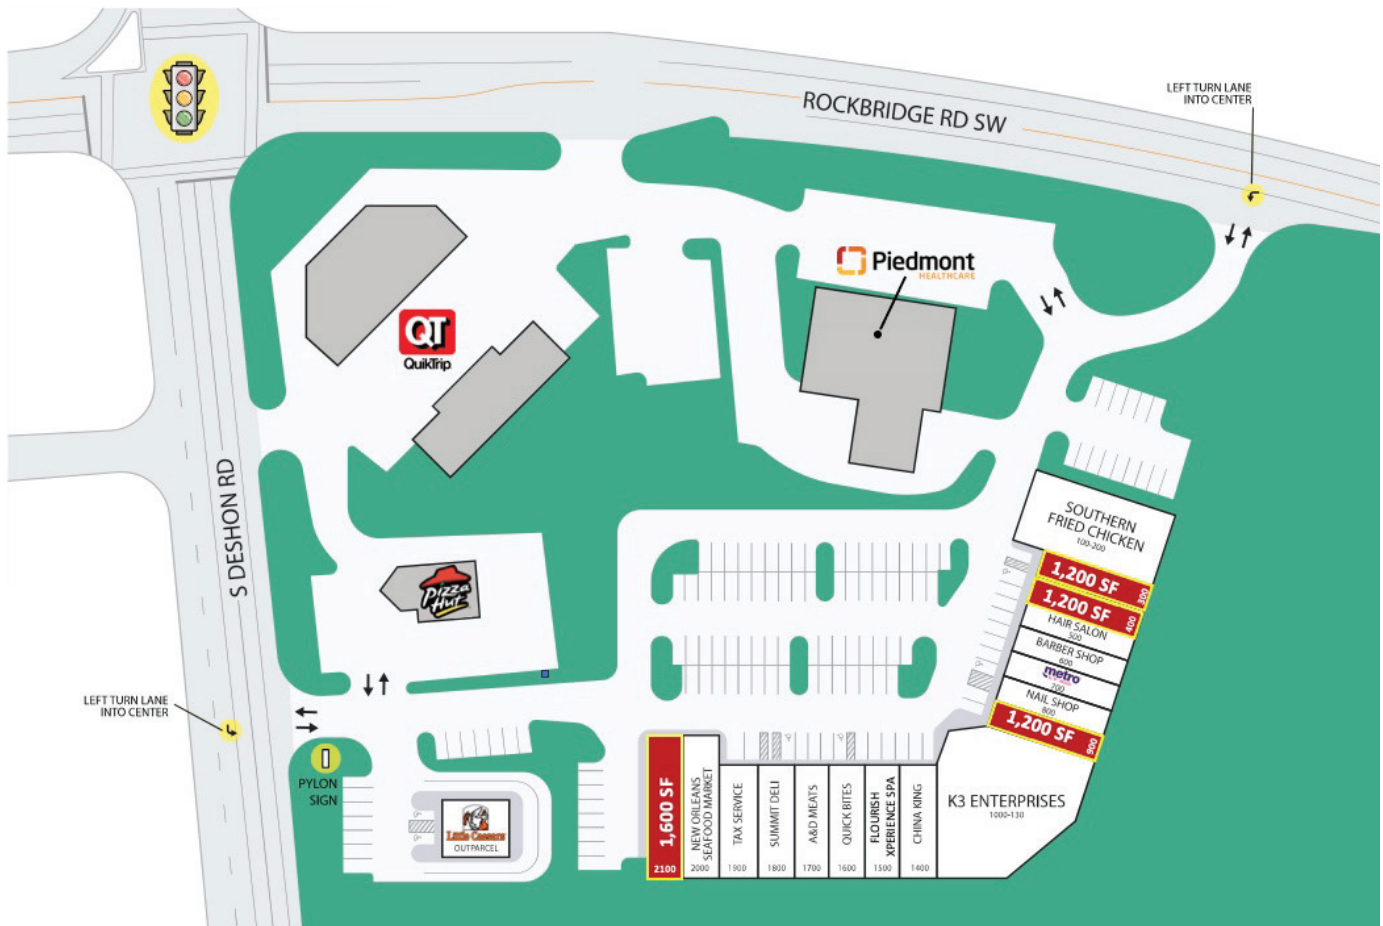 LEFT TURN LANE
INTO CENTER
ROCKBRIDGE RD SW
Piedmont
HEALTHCARE
QT
QuikTrip
S DESHON RD
SOUTHERN
FRIED CHICKEN
100-200
1,200 SF
300
1,200 SF
400
HAIR SALON
500
BARBER SHOP
600
metro
700
NAIL SHOP
800
1,200 SF
900
Pizza
Hut
LEFT TURN LANE
INTO CENTER
PYLON
SIGN
Little Caesars
OUTPARCEL
1,600 SF
2100
NEW ORLEANS
SEAFOOD MARKET
2000
TAX SERVICE
1900
SUMMIT DELI
1800
A&D MEATS
1700
QUICK BITES
1600
FLOURISH
XPERIENCE SPA
1500
CHINA KING
1400
K3 ENTERPRISES
1000-130